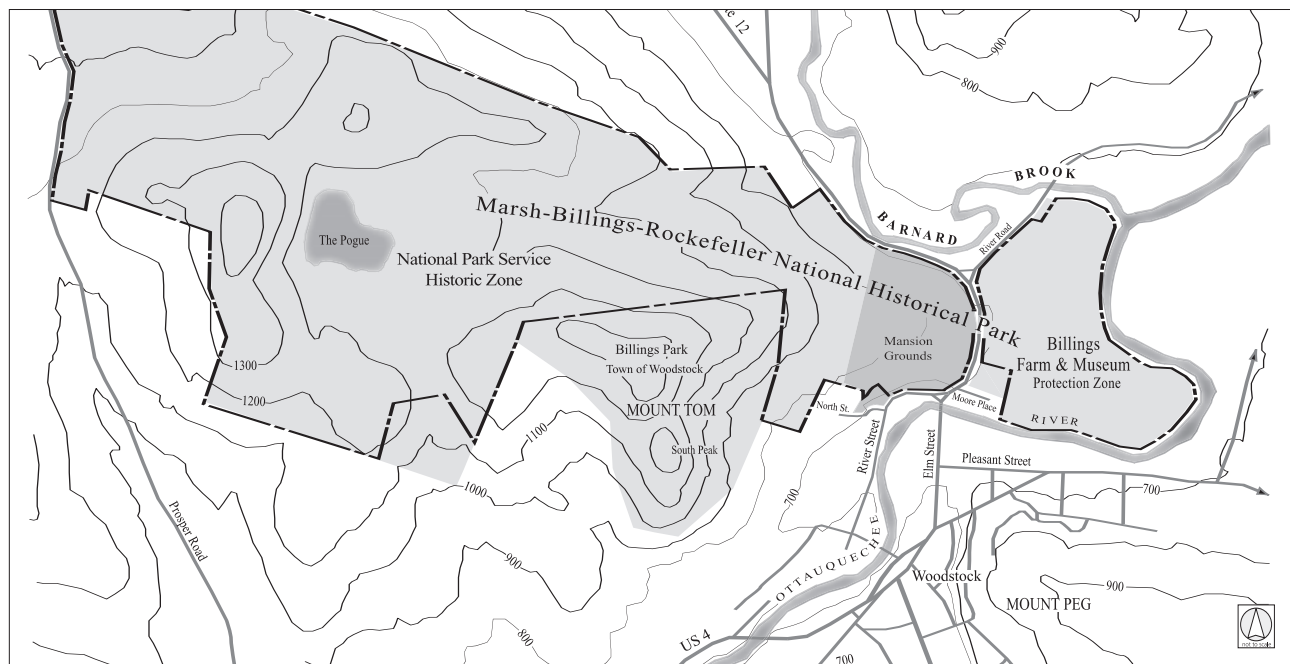 e 12
900
800
BROOK
BARNARD
River Road
The Pogue
Marsh-Billings-Rockefeller National Historical Park
National Park Service
Historic Zone
Mansion
Grounds
Billings
Farm & Museum
Protection Zone
Billings Park
Town of Woodstock
MOUNT TOM
South Peak
1300
1200
1100
1000
North St.
Moore Place
RIVER
River Street
Elm Street
Pleasant Street
700
700
Prosper Road
900
800
OTTAUQUECHEE
Woodstock
900
MOUNT PEG
US 4
700
not to scale